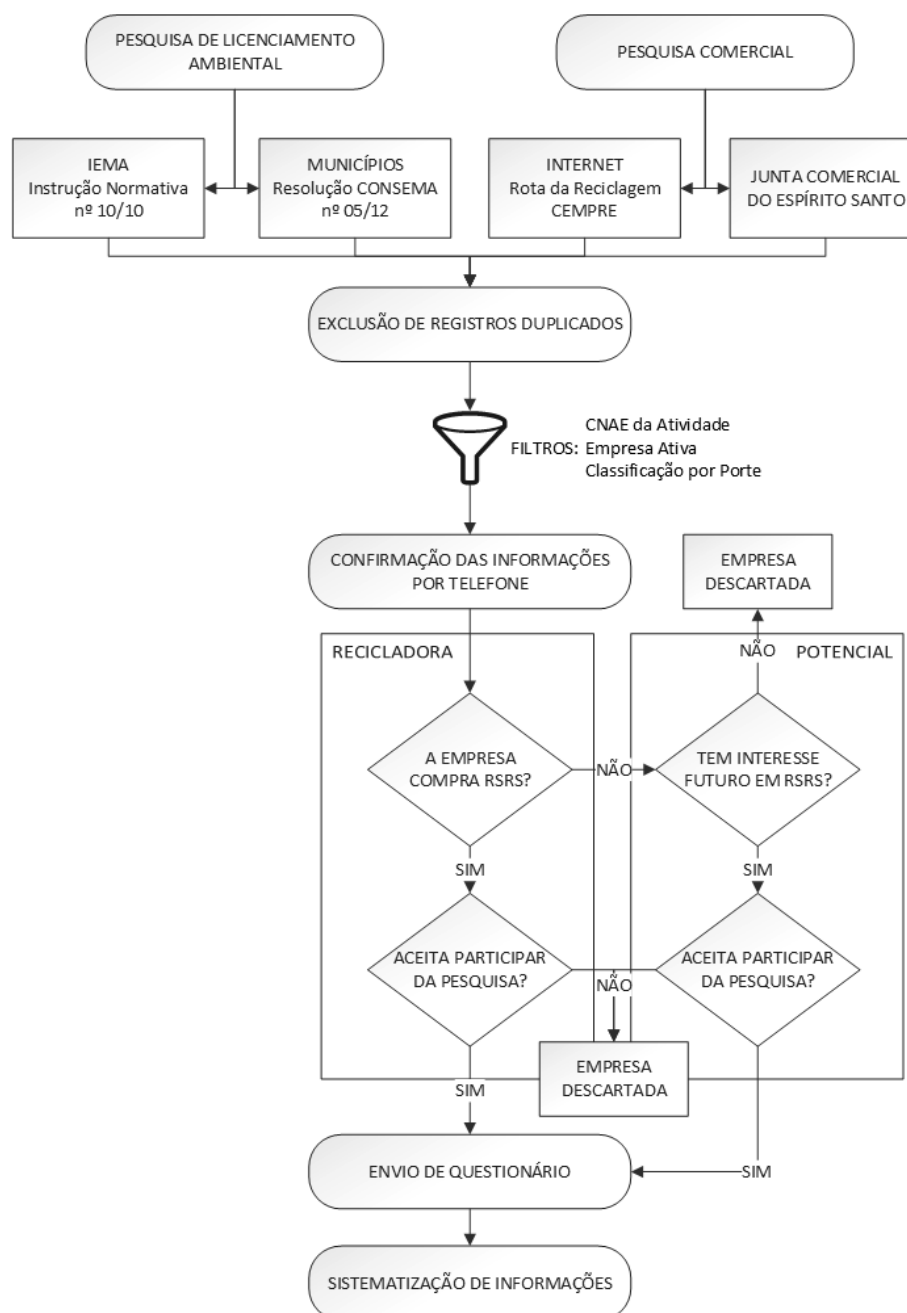 PESQUISA DE LICENCIAMENTO
AMBIENTAL
PESQUISA COMERCIAL
IEMA
Instrução Normativa
nº 10/10
MUNICÍPIOS
Resolução CONSEMA
nº 05/12
INTERNET
Rota da Reciclagem
CEMPRE
JUNTA COMERCIAL
DO ESPÍRITO SANTO
EXCLUSÃO DE REGISTROS DUPLICADOS
FILTROS:
CNAE da Atividade
Empresa Ativa
Classificação por Porte
CONFIRMAÇÃO DAS INFORMAÇÕES
POR TELEFONE
EMPRESA
DESCARTADA
RECICLADORA
NÃO
POTENCIAL
A EMPRESA
COMPRA RSRS?
NÃO
TEM INTERESSE
FUTURO EM RSRS?
SIM
SIM
ACEITA PARTICIPAR
DA PESQUISA?
NÃO
ACEITA PARTICIPAR
DA PESQUISA?
EMPRESA
DESCARTADA
SIM
ENVIO DE QUESTIONÁRIO
SIM
SISTEMATIZAÇÃO DE INFORMAÇÕES